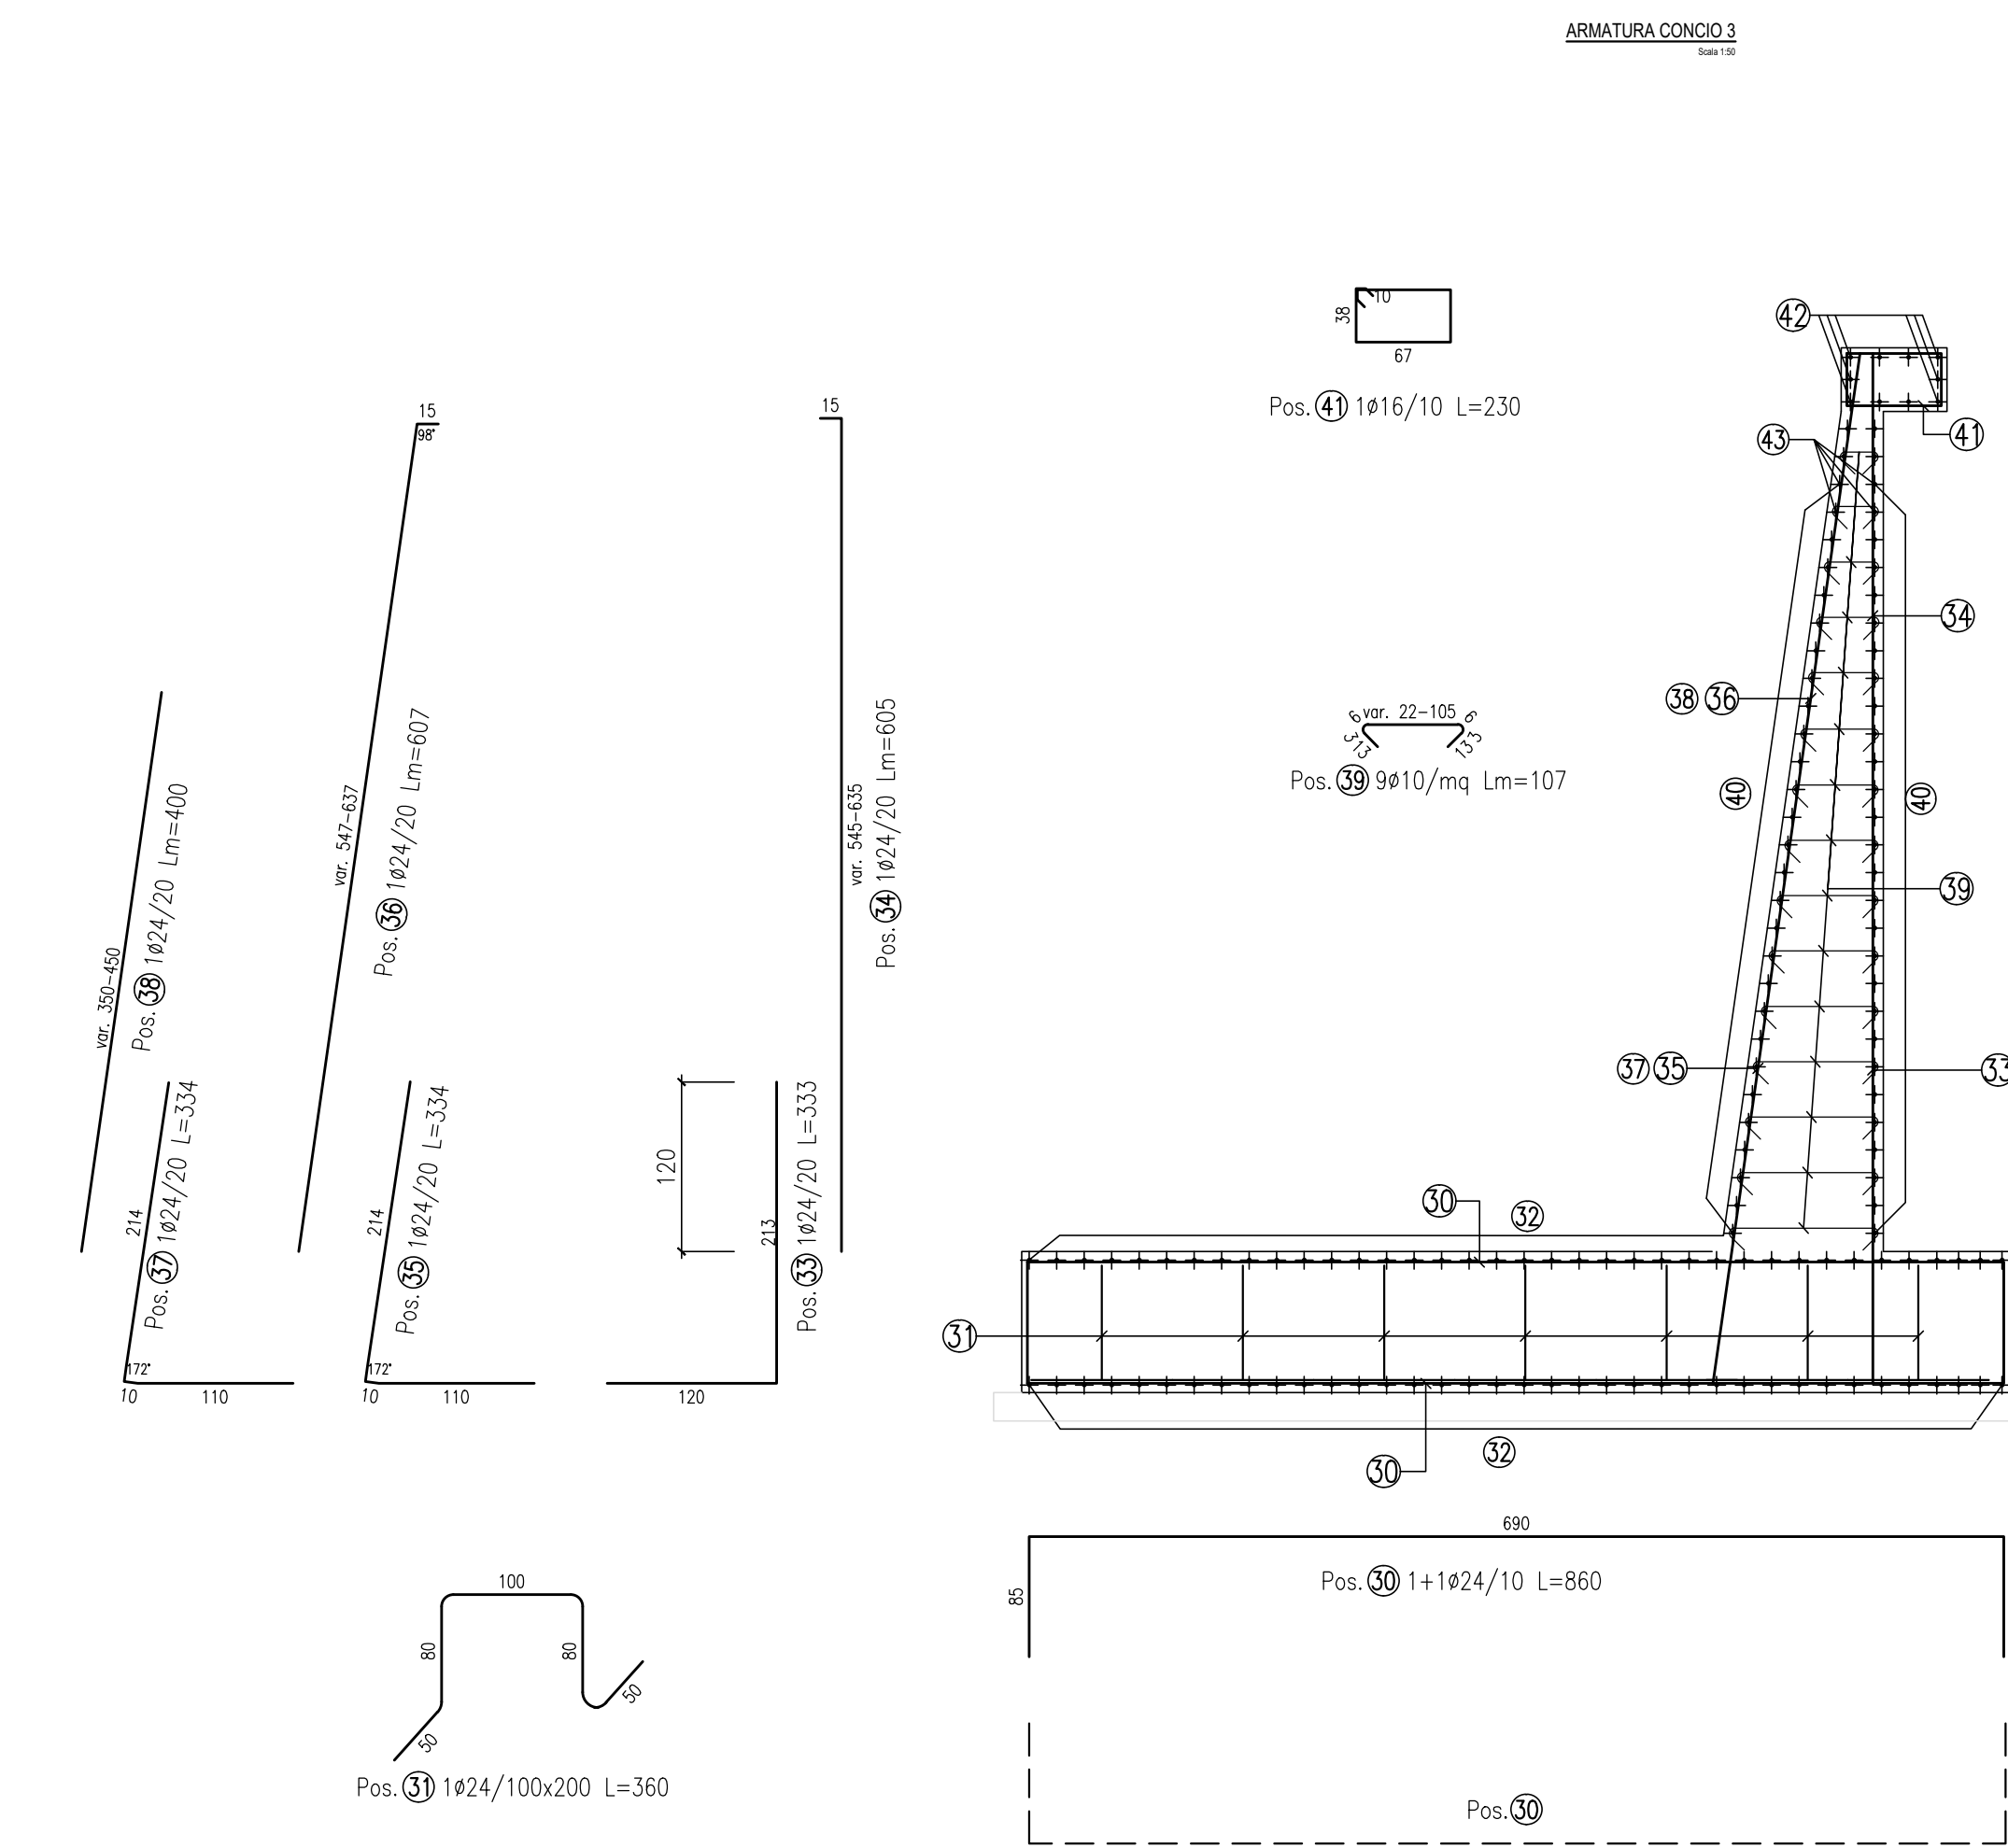 ARMATURA CONCIO 3
Scala 1:50
10
38
67
Pos. 41 1ø16/10 L=230
42
41
43
15
98°
15
34
38 36
var. 22-105
6
6
313
133
Pos. 39 9ø10/mq Lm=107
var. 547-637
Pos. 36 1ø24/20 Lm=607
var. 545-635
Pos. 34 1ø24/20 Lm=605
var. 350-450
Pos. 38 1ø24/20 Lm=400
40
40
39
37 35
33
214
Pos. 37 1ø24/20 L=334
172°
10
110
214
Pos. 35 1ø24/20 L=334
172°
10
110
120
213
Pos. 33 1ø24/20 L=333
120
30
32
31
30
32
690
85
Pos. 30 1+1ø24/10 L=860
100
80
80
50
50
Pos. 31 1ø24/100x200 L=360
Pos. 30